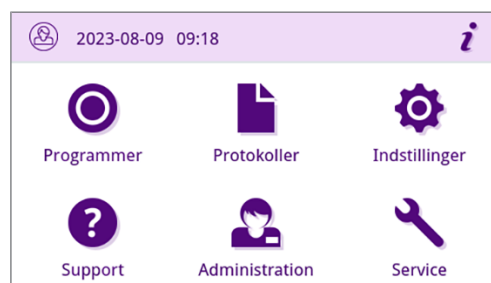 2023-08-09 09:18
Programmer Protokoller Indstillinger
Support Administration Service